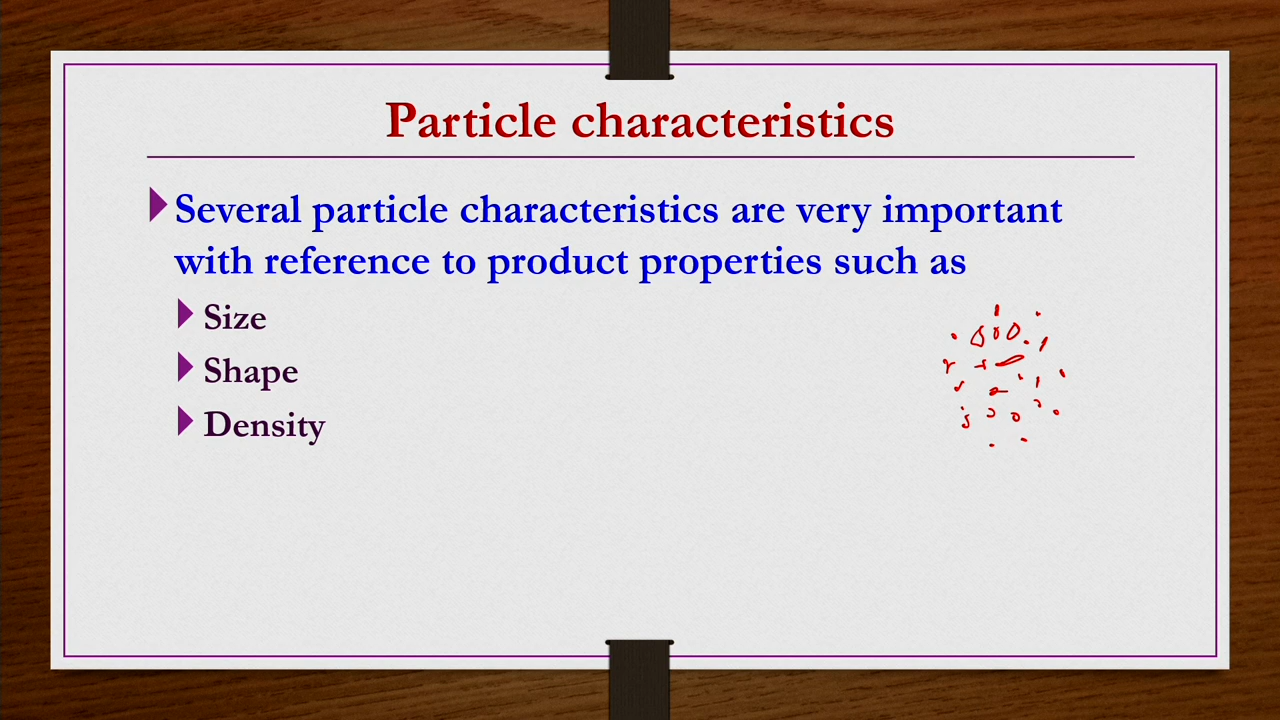 Particle characteristics
Several particle characteristics are very important
with reference to product properties such as
Size
Shape
Density